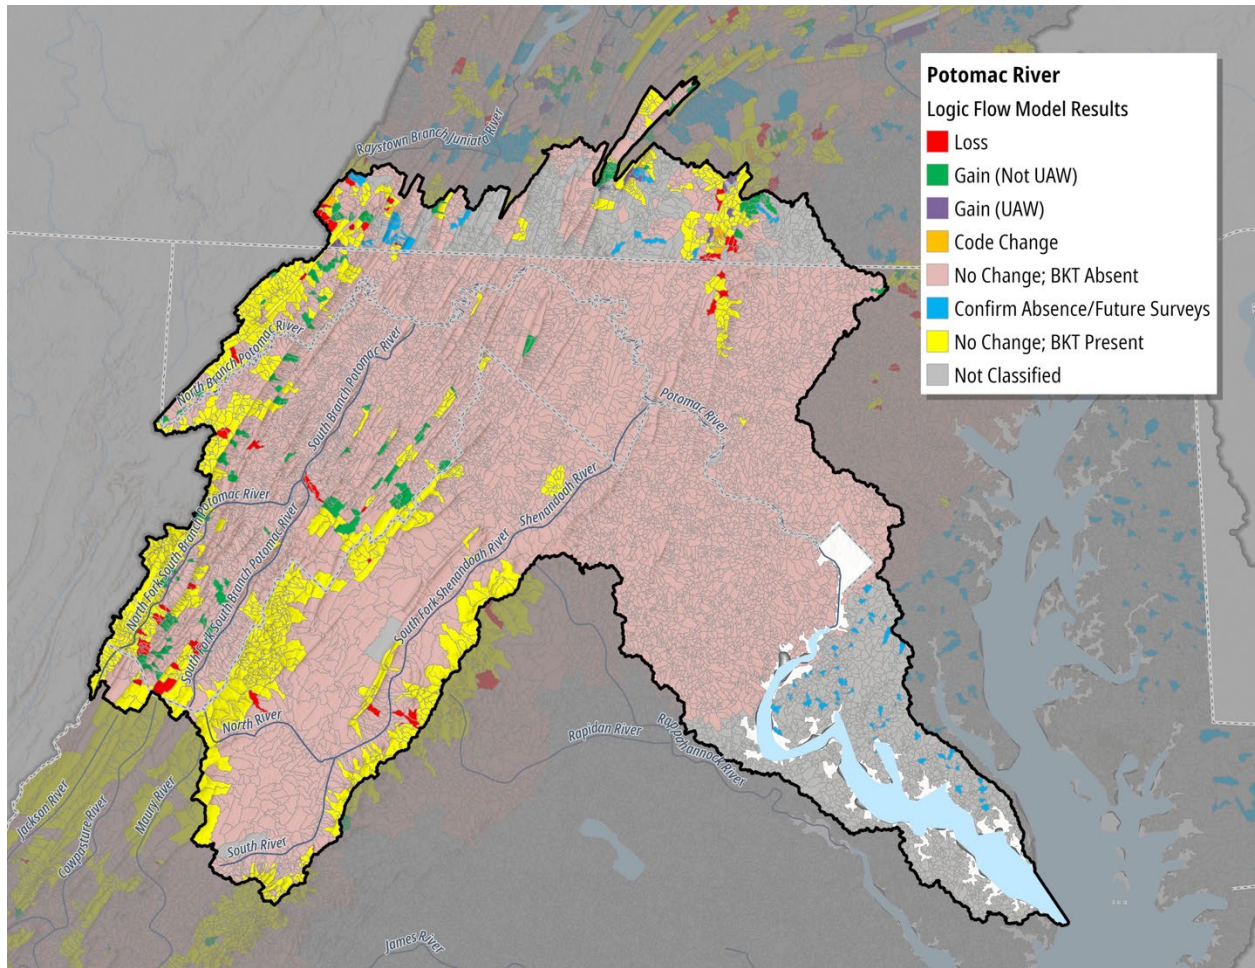 Potomac River
Logic Flow Model Results
Loss
Gain (Not UAW)
Gain (UAW)
Code Change
No Change; BKT Absent
Confirm Absence/Future Surveys
No Change; BKT Present
Not Classified
Raystown Branch Juniata River
North Branch Potomac River
South Branch Potomac River
Potomac River
North Fork South Branch Potomac River
South Fork South Branch Potomac River
Shenandoah River
South Fork Shenandoah River
North River
Rapidan River
Rappahannock River
Jackson River
Cowpasture River
Maury River
South River
James River